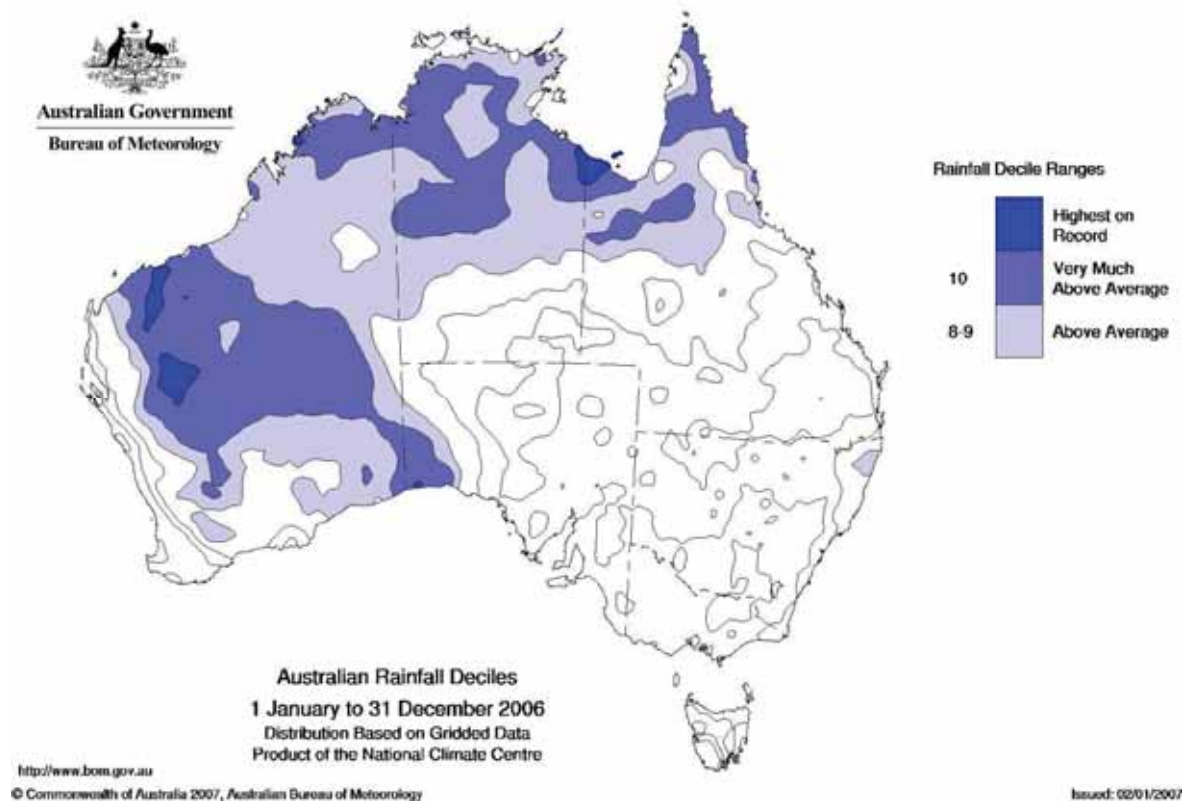 Australian Government
Bureau of Meteorology
Rainfall Decile Ranges
Highest on
Record
10
Very Much
Above Average
8-9
Above Average
Australian Rainfall Deciles
1 January to 31 December 2006
Distribution Based on Gridded Data
Product of the National Climate Centre
http://www.bom.gov.au
© Commonwealth of Australia 2007, Australian Bureau of Meteorology
Issued: 02/01/2007